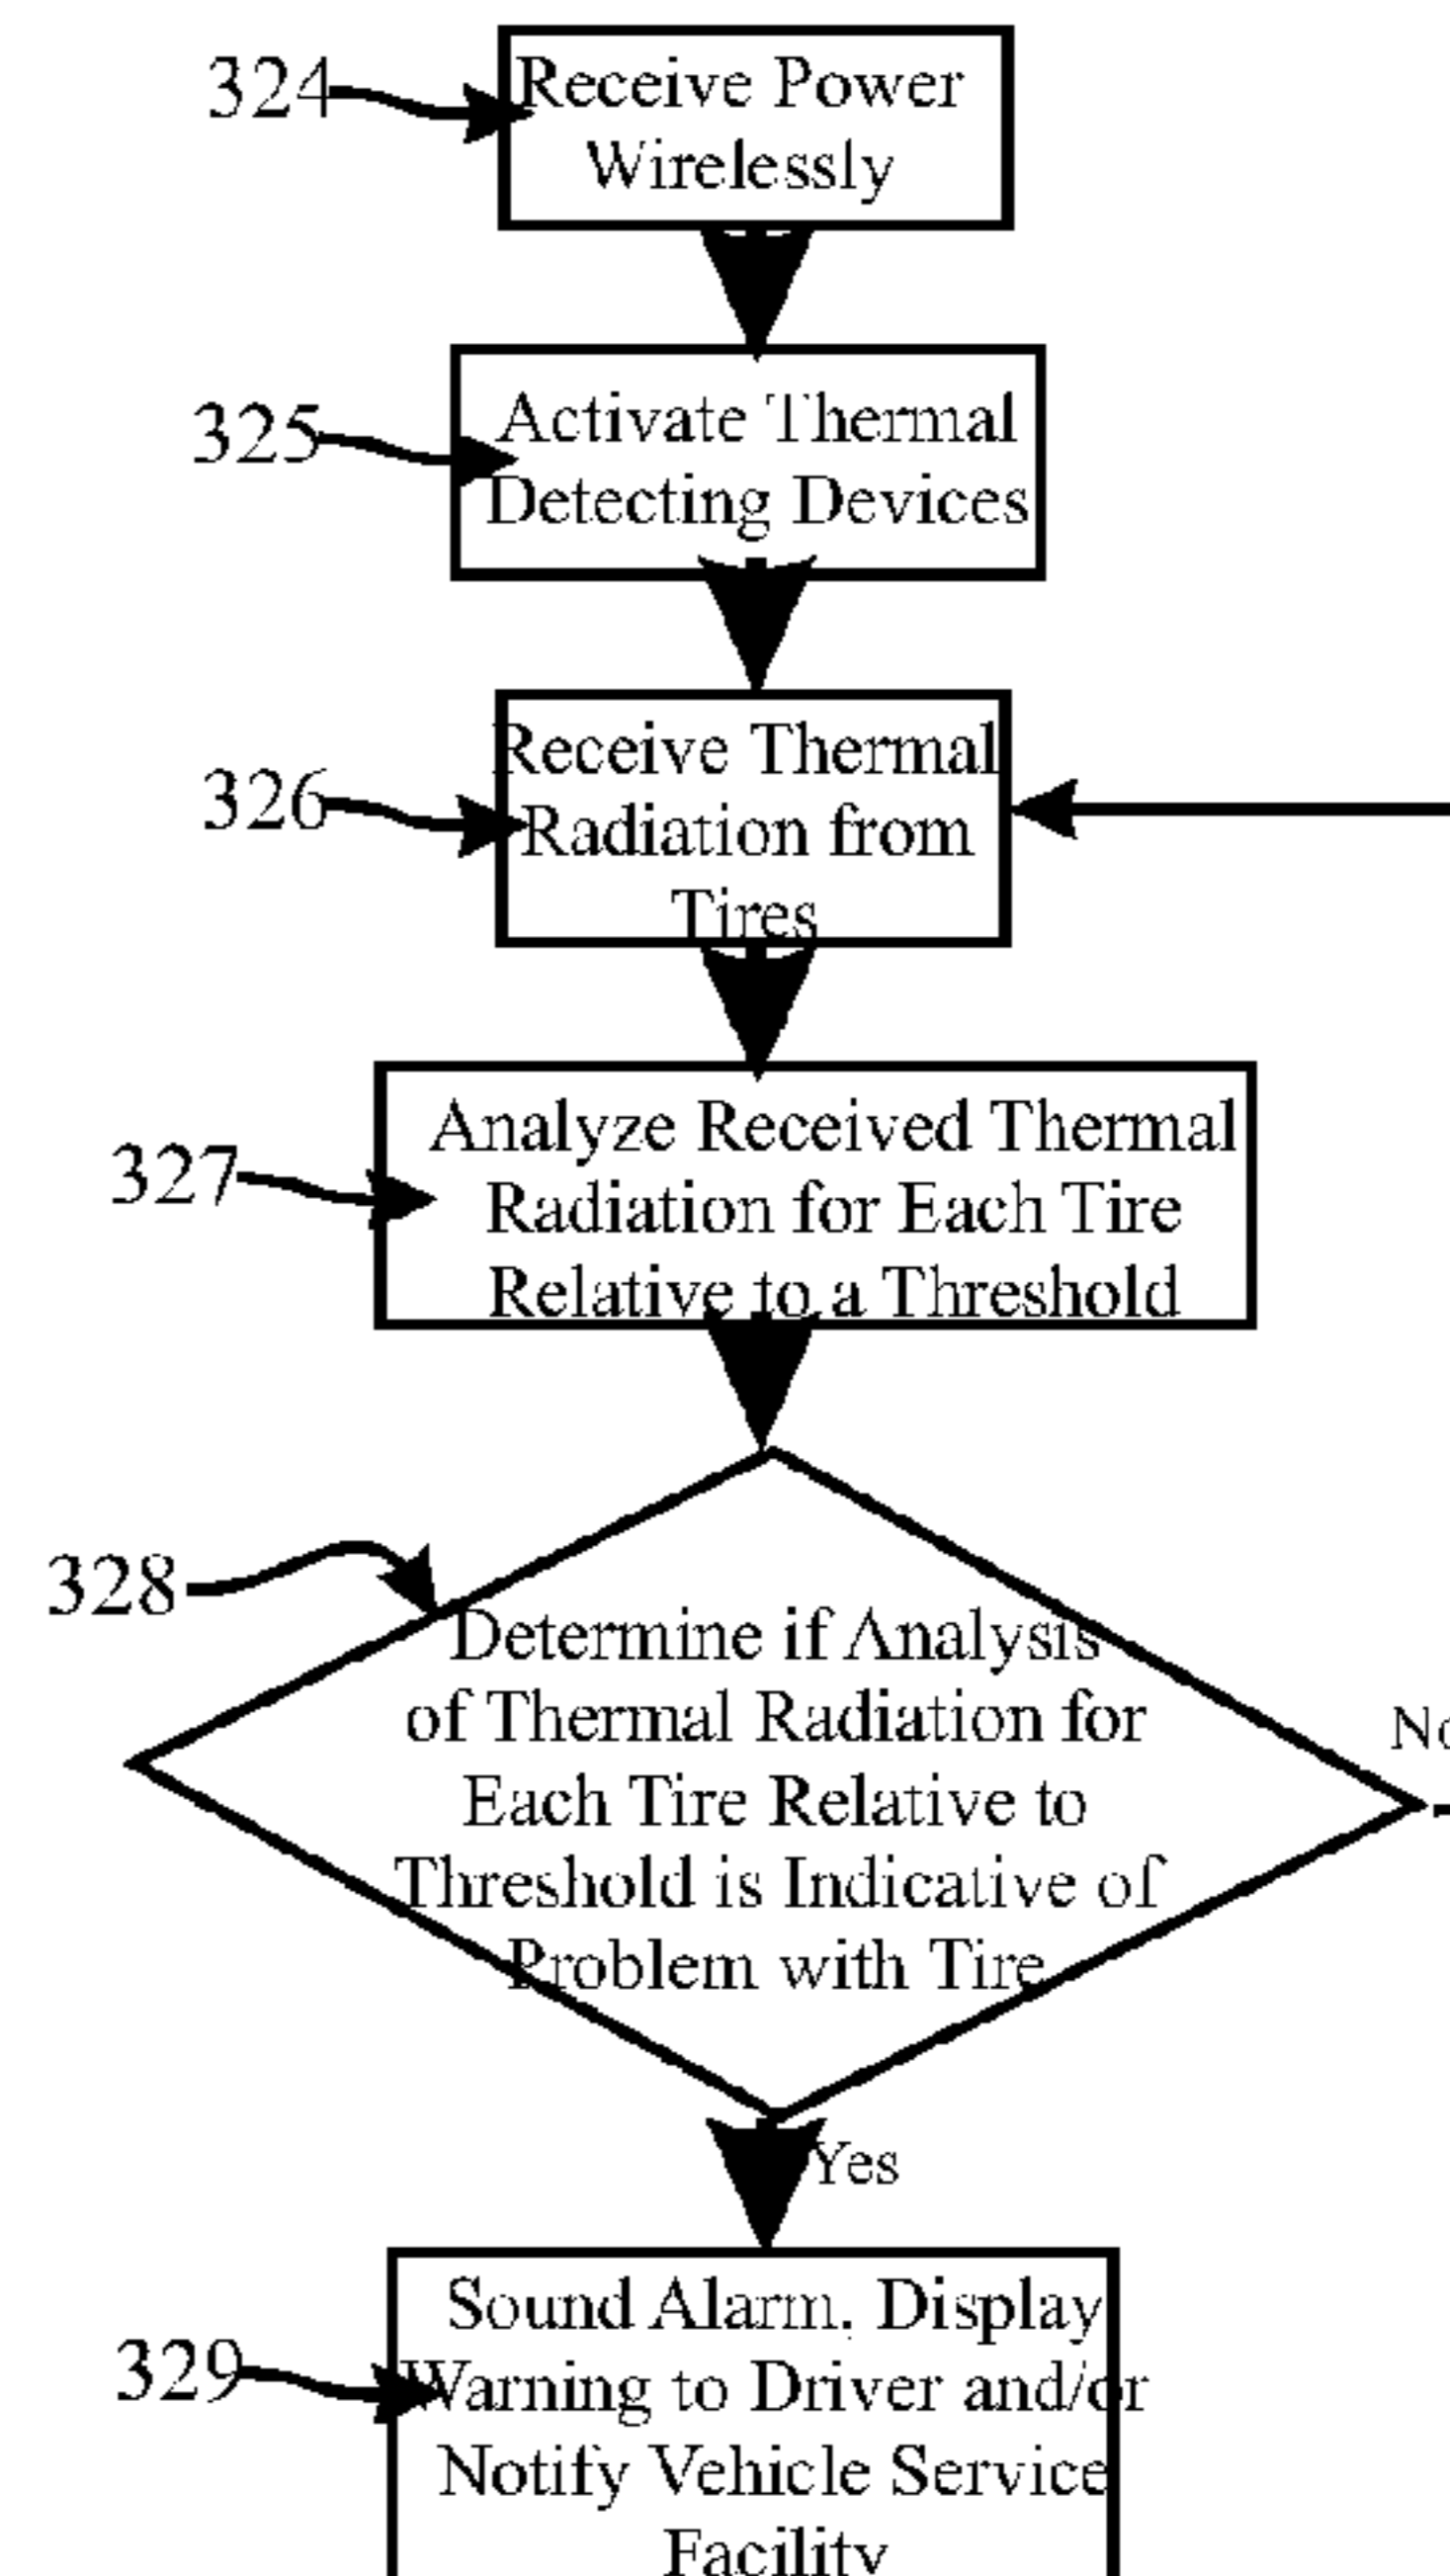 324
Receive Power
Wirelessly
325
Activate Thermal
Detecting Devices
326
Receive Thermal
Radiation from
Tires
327
Analyze Received Thermal
Radiation for Each Tire
Relative to a Threshold
328
Determine if Analysis
of Thermal Radiation for
Each Tire Relative to
Threshold is Indicative of
Problem with Tire
No
Yes
329
Sound Alarm, Display
Warning to Driver and/or
Notify Vehicle Service
Facility